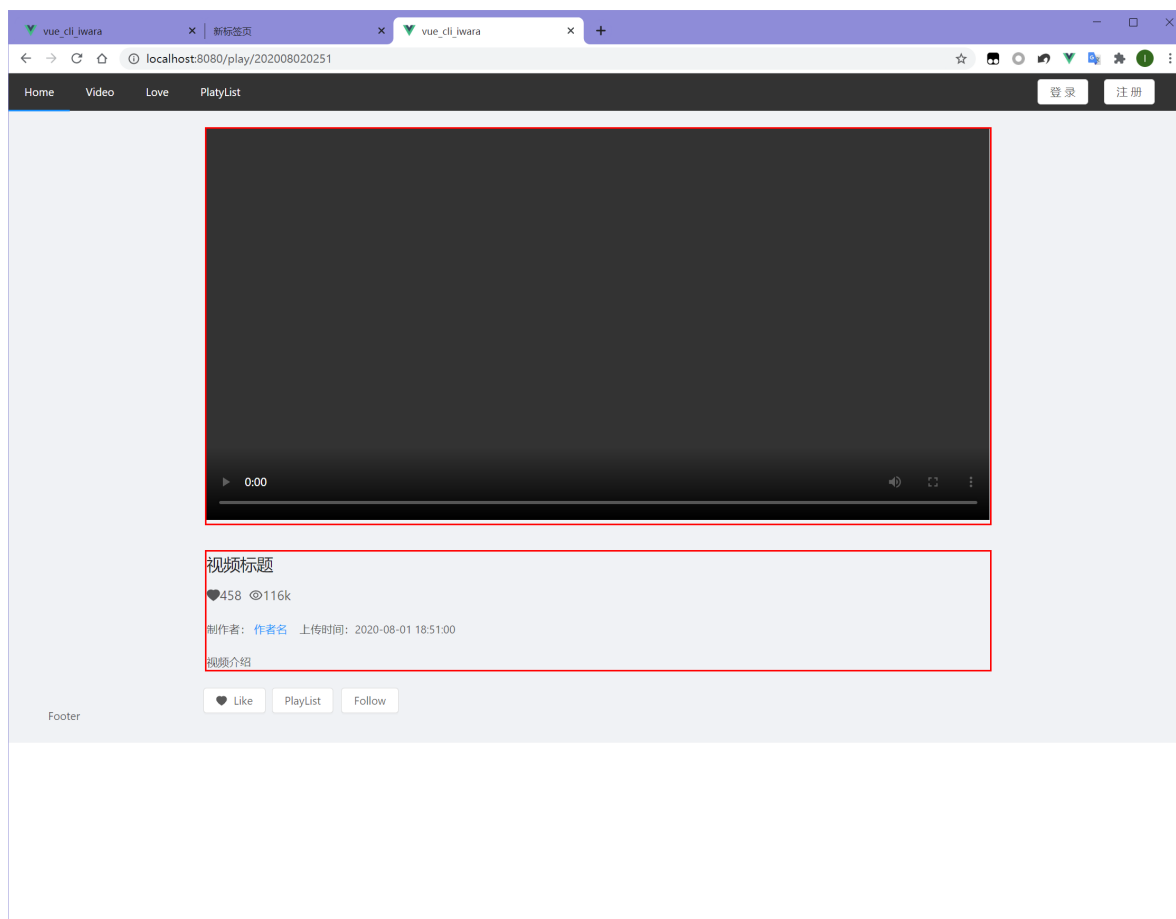 vue_cli_iwara
新标签页
vue_cli_iwara
localhost:8080/play/202008020251
I
Home Video Love PlatyList
登 录 注 册
0:00
视频标题
458 116k
制作者： 作者名 上传时间：2020-08-01 18:51:00
视频介绍
Like PlayList Follow
Footer